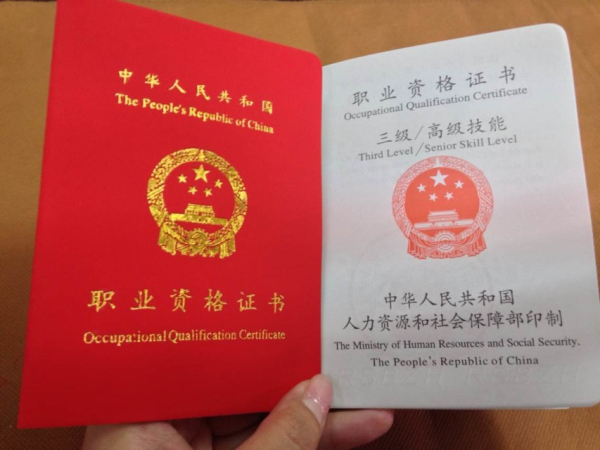 中华人民共和国
The People's Republic of China
职业资格证书
Occupational Qualification Certificate
职业资格证书
Occupational Qualification Certificate
三级/高级技能
Third Level/Senior Skill Level
中华人民共和国
人力资源和社会保障部印制
The Ministry of Human Resources and Social Security.
The People's Republic of China